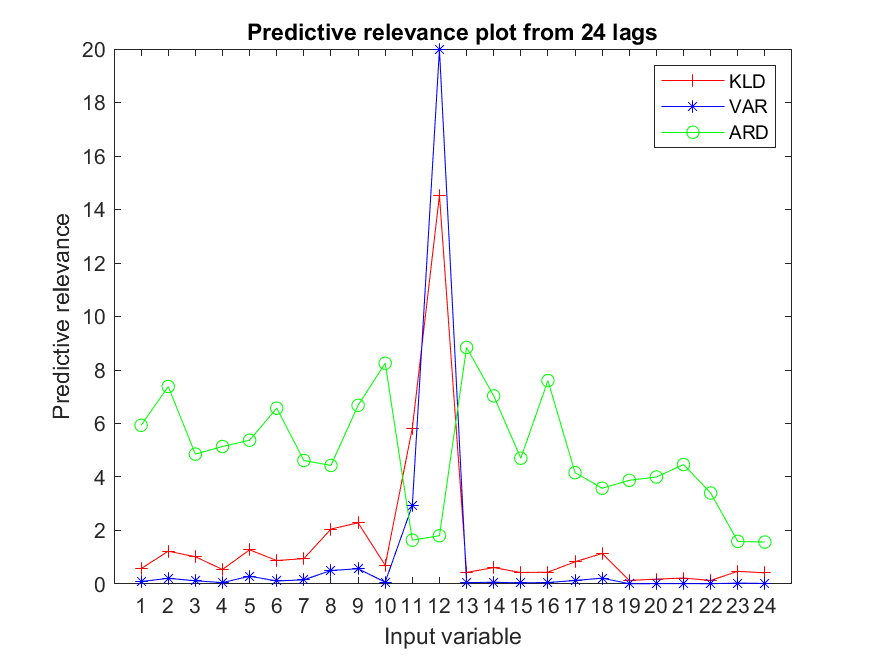 Predictive relevance plot from 24 lags
KLD
VAR
ARD
Predictive relevance
20
18
16
14
12
10
8
6
4
2
0
1 2 3 4 5 6 7 8 9 10 11 12 13 14 15 16 17 18 19 20 21 22 23 24
Input variable